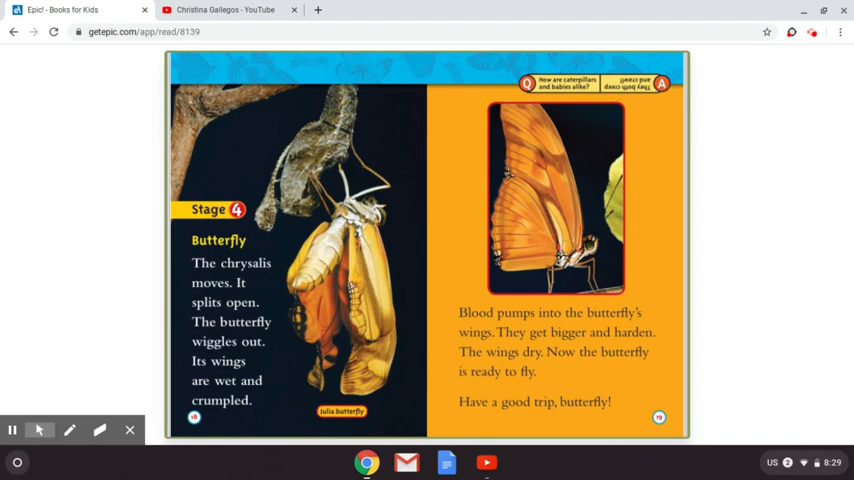 Epic! - Books for Kids
Christina Gallegos - YouTube
getepic.com/app/read/8139
Q How are caterpillars
and babies alike?
They both creep
and crawl! A
Stage 4
Butterfly
The chrysalis
moves. It
splits open.
The butterfly
wiggles out.
Its wings
are wet and
crumpled.
18
Julia butterfly
Blood pumps into the butterfly's
wings. They get bigger and harden.
The wings dry. Now the butterfly
is ready to fly.
Have a good trip, butterfly!
19
US 2 8:29